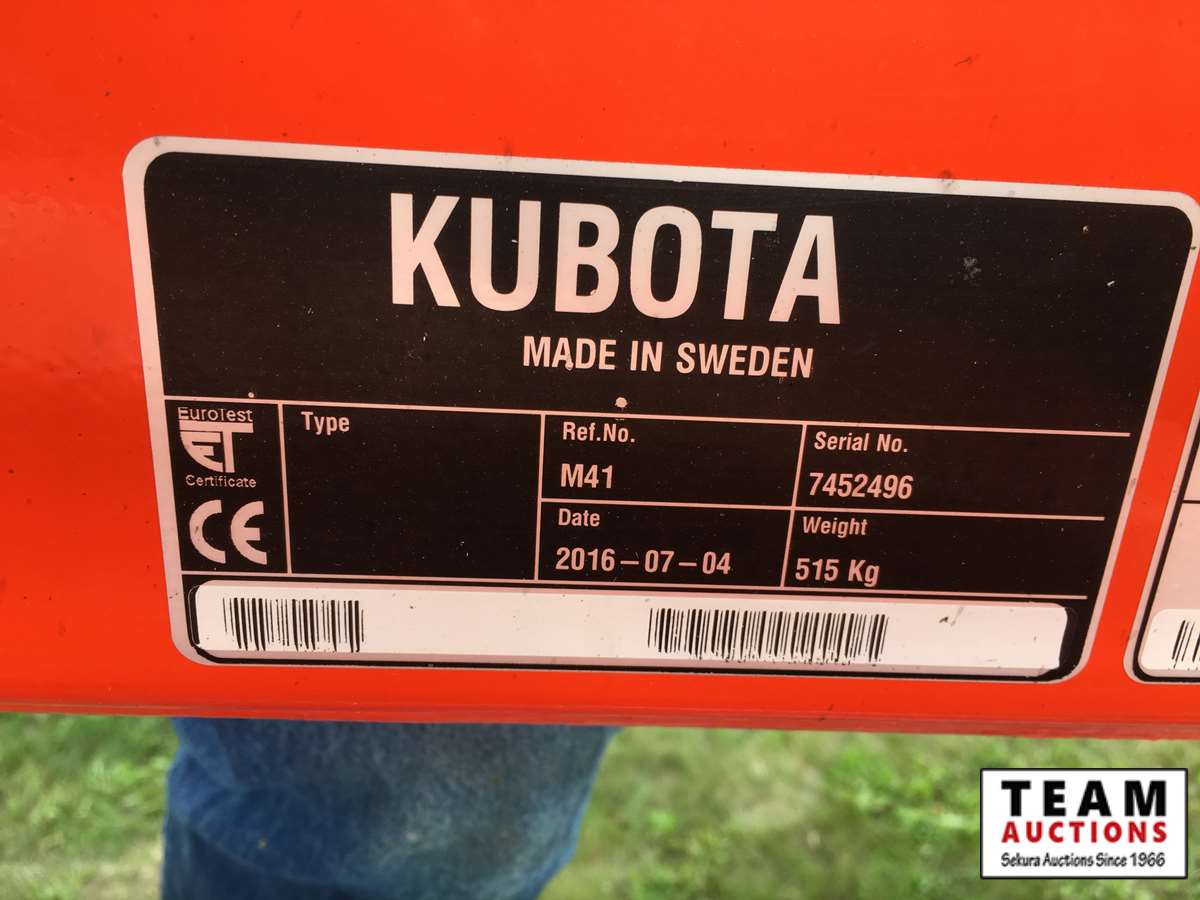 KUBOTA
MADE IN SWEDEN
EuroTest
ET
Certificate
CE
Type
Ref.No.
M41
Serial No.
7452496
Date
2016-07-04
Weight
515 Kg
TEAM
AUCTIONS
Sekura Auctions Since 1966